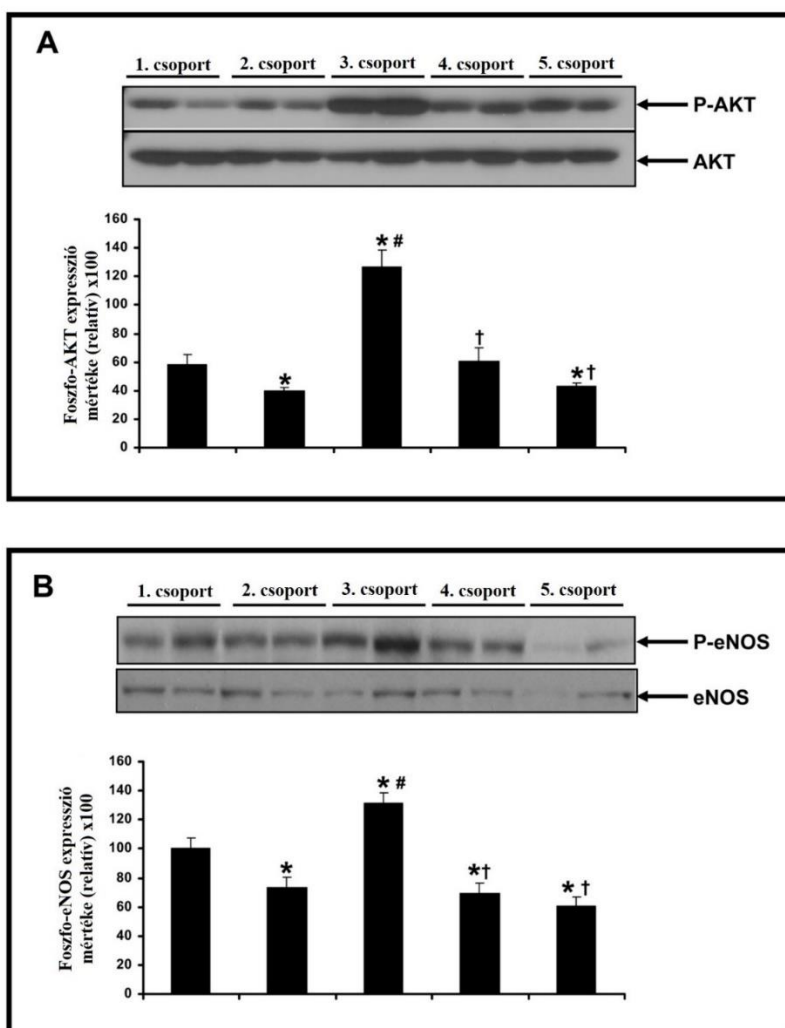 A
1. csoport 2. csoport 3. csoport 4. csoport 5. csoport
P-AKT
AKT
Foszfo-AKT expresszió
mértéke (relatív) x100
160
140
120
100
80
60
40
20
0
*
* #
†
* †
B
1. csoport 2. csoport 3. csoport 4. csoport 5. csoport
P-eNOS
eNOS
Foszfo-eNOS expresszió
mértéke (relatív) x100
160
140
120
100
80
60
40
20
0
*
* #
*†
* †